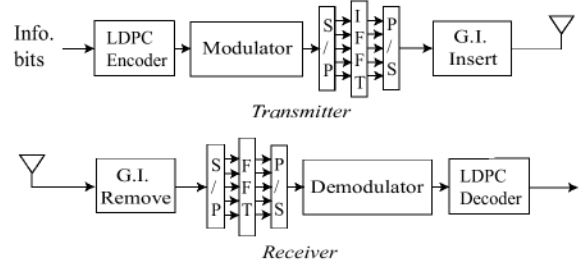 Info.
bits
LDPC
Encoder
Modulator
S
/
P
I
F
F
T
P
/
S
G.I.
Insert
Transmitter
G.I.
Remove
S
/
P
F
F
T
P
/
S
Demodulator
LDPC
Decoder
Receiver